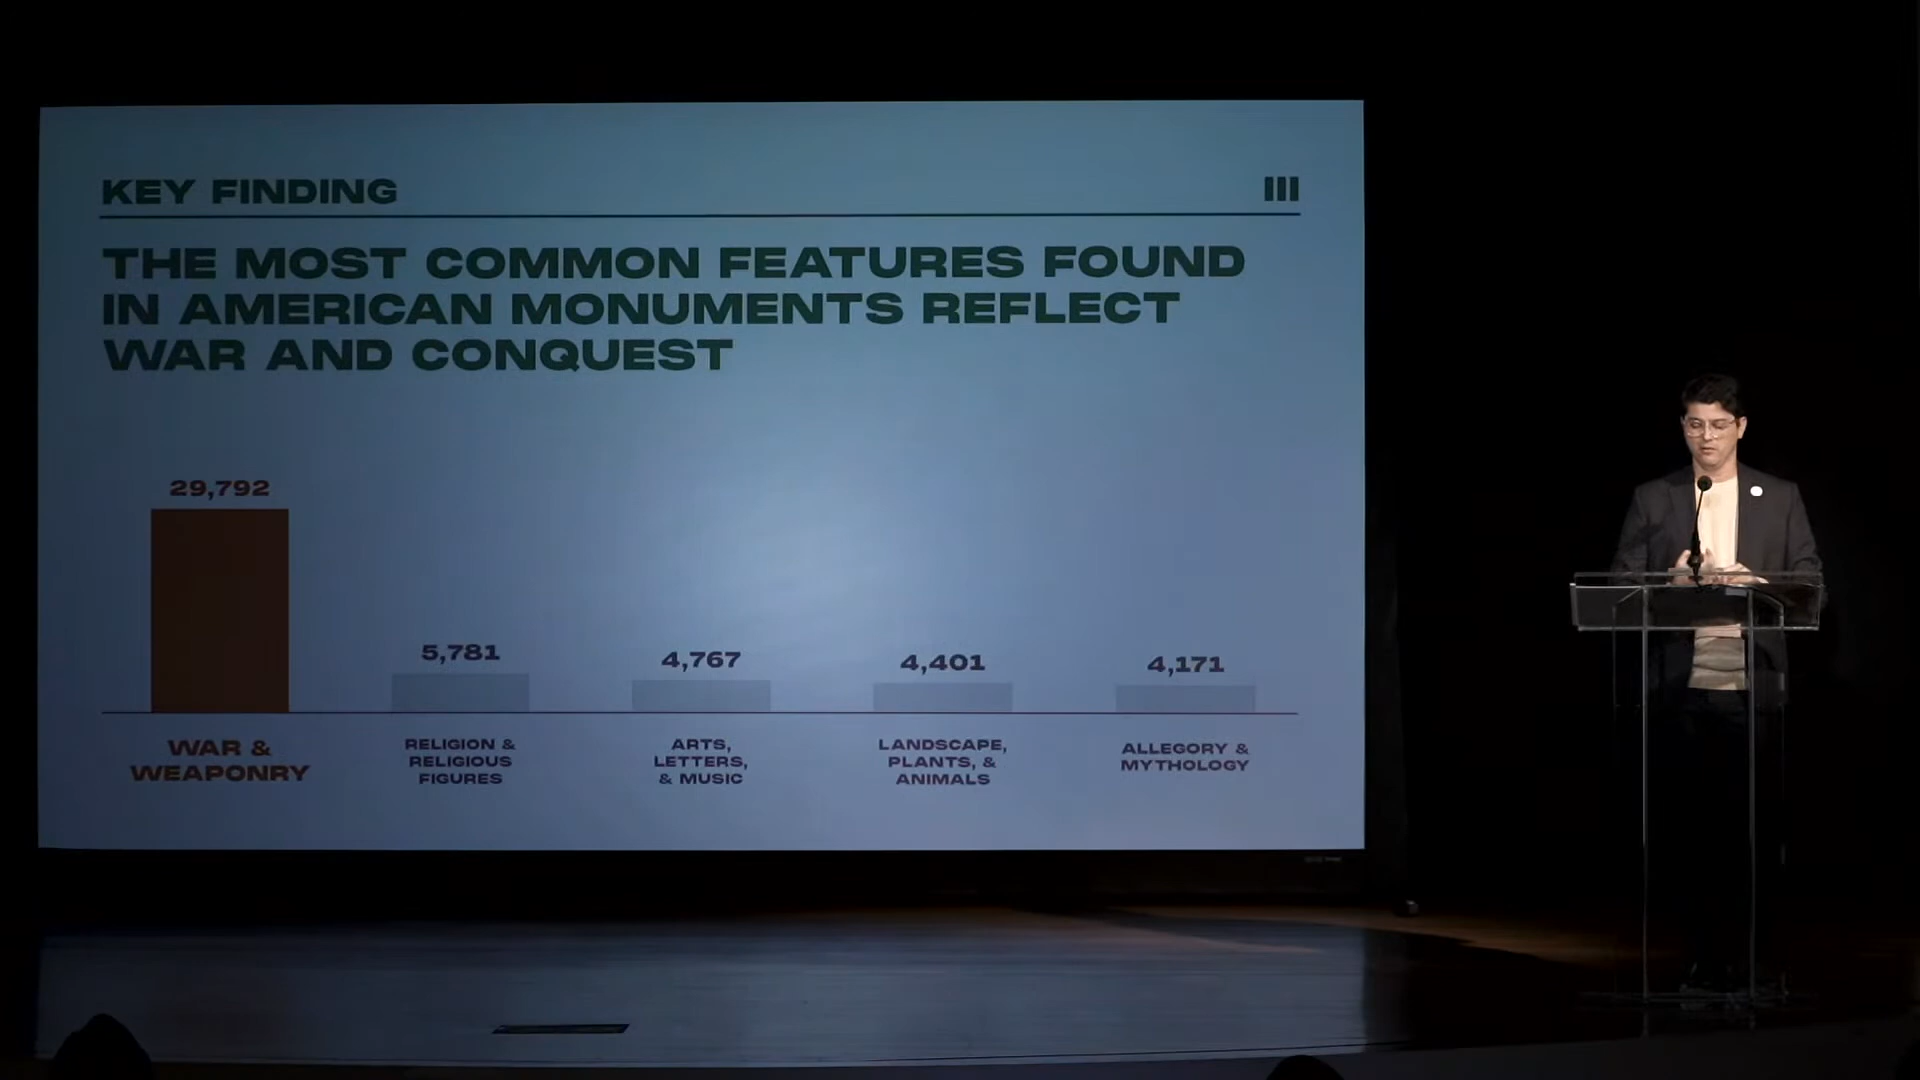 KEY FINDING
III
THE MOST COMMON FEATURES FOUND
IN AMERICAN MONUMENTS REFLECT
WAR AND CONQUEST
29,792
5,781
4,767
4,401
4,171
WAR &
WEAPONRY
RELIGION &
RELIGIOUS
FIGURES
ARTS,
LETTERS,
& MUSIC
LANDSCAPE,
PLANTS, &
ANIMALS
ALLEGORY &
MYTHOLOGY